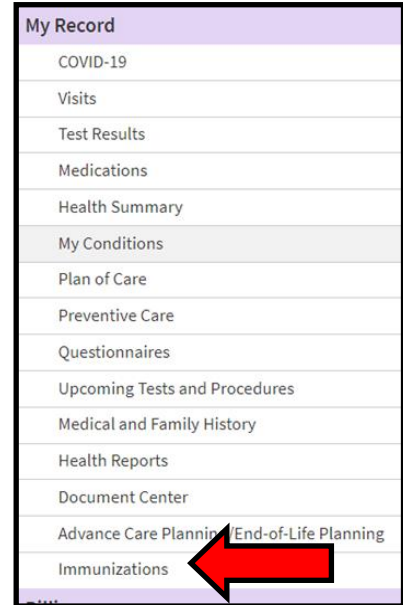 My Record
COVID-19
Visits
Test Results
Medications
Health Summary
My Conditions
Plan of Care
Preventive Care
Questionnaires
Upcoming Tests and Procedures
Medical and Family History
Health Reports
Document Center
Advance Care Planning/End-of-Life Planning
Immunizations